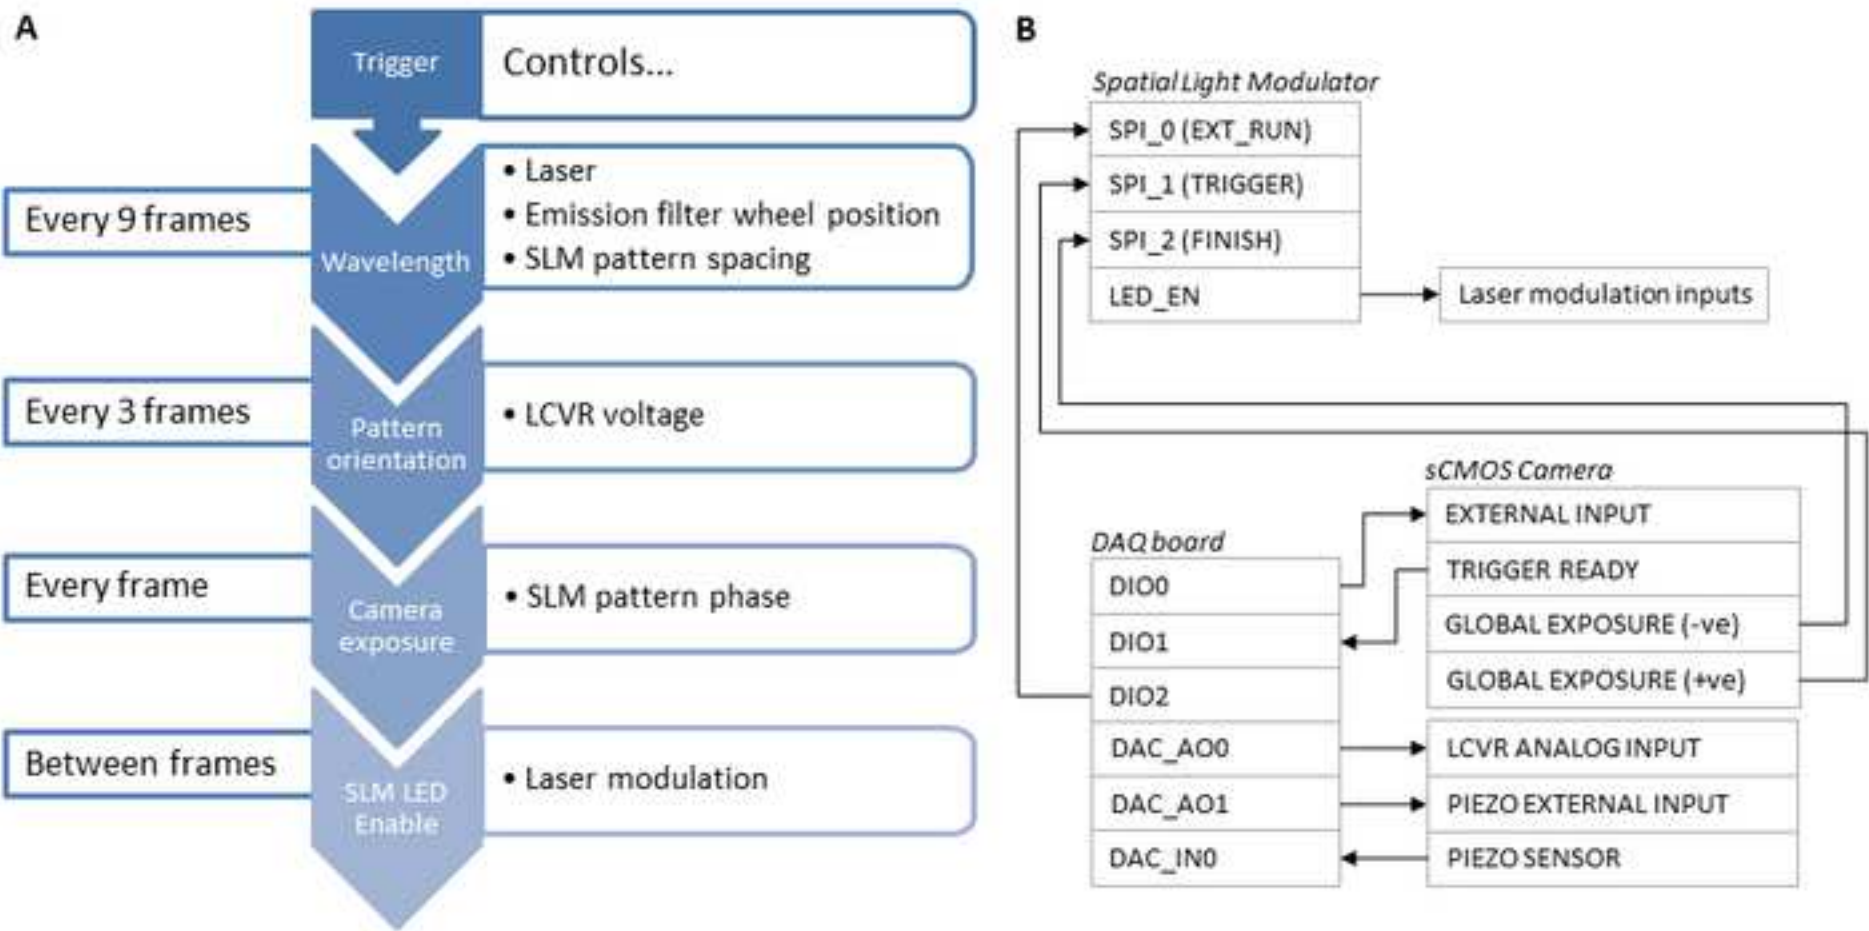 A
Trigger
Controls...
Every 9 frames
Wavelength
• Laser
• Emission filter wheel position
• SLM pattern spacing
Every 3 frames
Pattern
orientation
• LCVR voltage
Every frame
Camera
exposure
• SLM pattern phase
Between frames
SLM LED
Enable
• Laser modulation
B
Spatial Light Modulator
SPI_0 (EXT_RUN)
SPI_1 (TRIGGER)
SPI_2 (FINISH)
LED_EN
Laser modulation inputs
sCMOS Camera
EXTERNAL INPUT
TRIGGER READY
GLOBAL EXPOSURE (-ve)
GLOBAL EXPOSURE (+ve)
DAQ board
DIO0
DIO1
DIO2
DAC_AO0
DAC_AO1
DAC_IN0
LCVR ANALOG INPUT
PIEZO EXTERNAL INPUT
PIEZO SENSOR